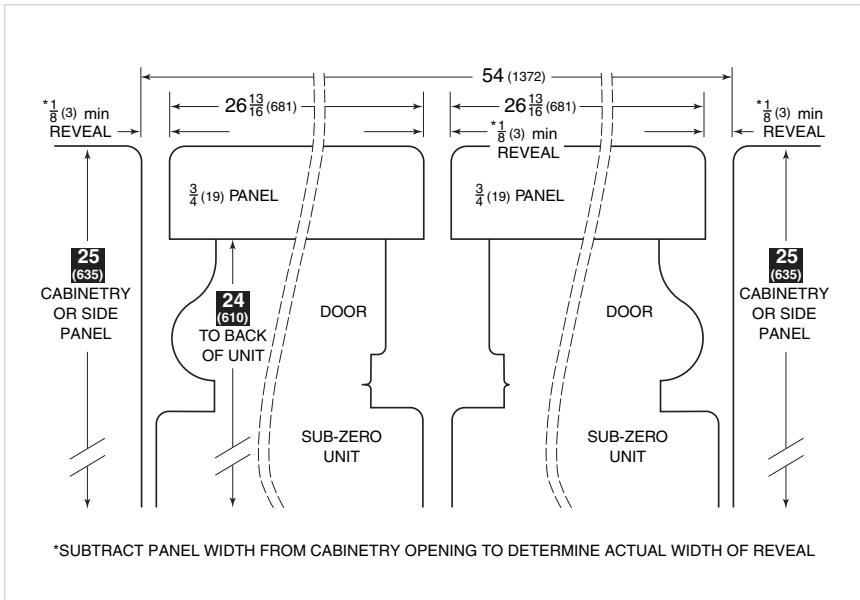 54 (1372)
26 13/16 (681)
26 13/16 (681)
*1/8 (3) min
REVEAL
*1/8 (3) min
REVEAL
*1/8 (3) min
REVEAL
3/4 (19) PANEL
3/4 (19) PANEL
25
(635)
CABINETRY
OR SIDE
PANEL
24
(610)
TO BACK
OF UNIT
DOOR
DOOR
25
(635)
CABINETRY
OR SIDE
PANEL
SUB-ZERO
UNIT
SUB-ZERO
UNIT
*SUBTRACT PANEL WIDTH FROM CABINETRY OPENING TO DETERMINE ACTUAL WIDTH OF REVEAL